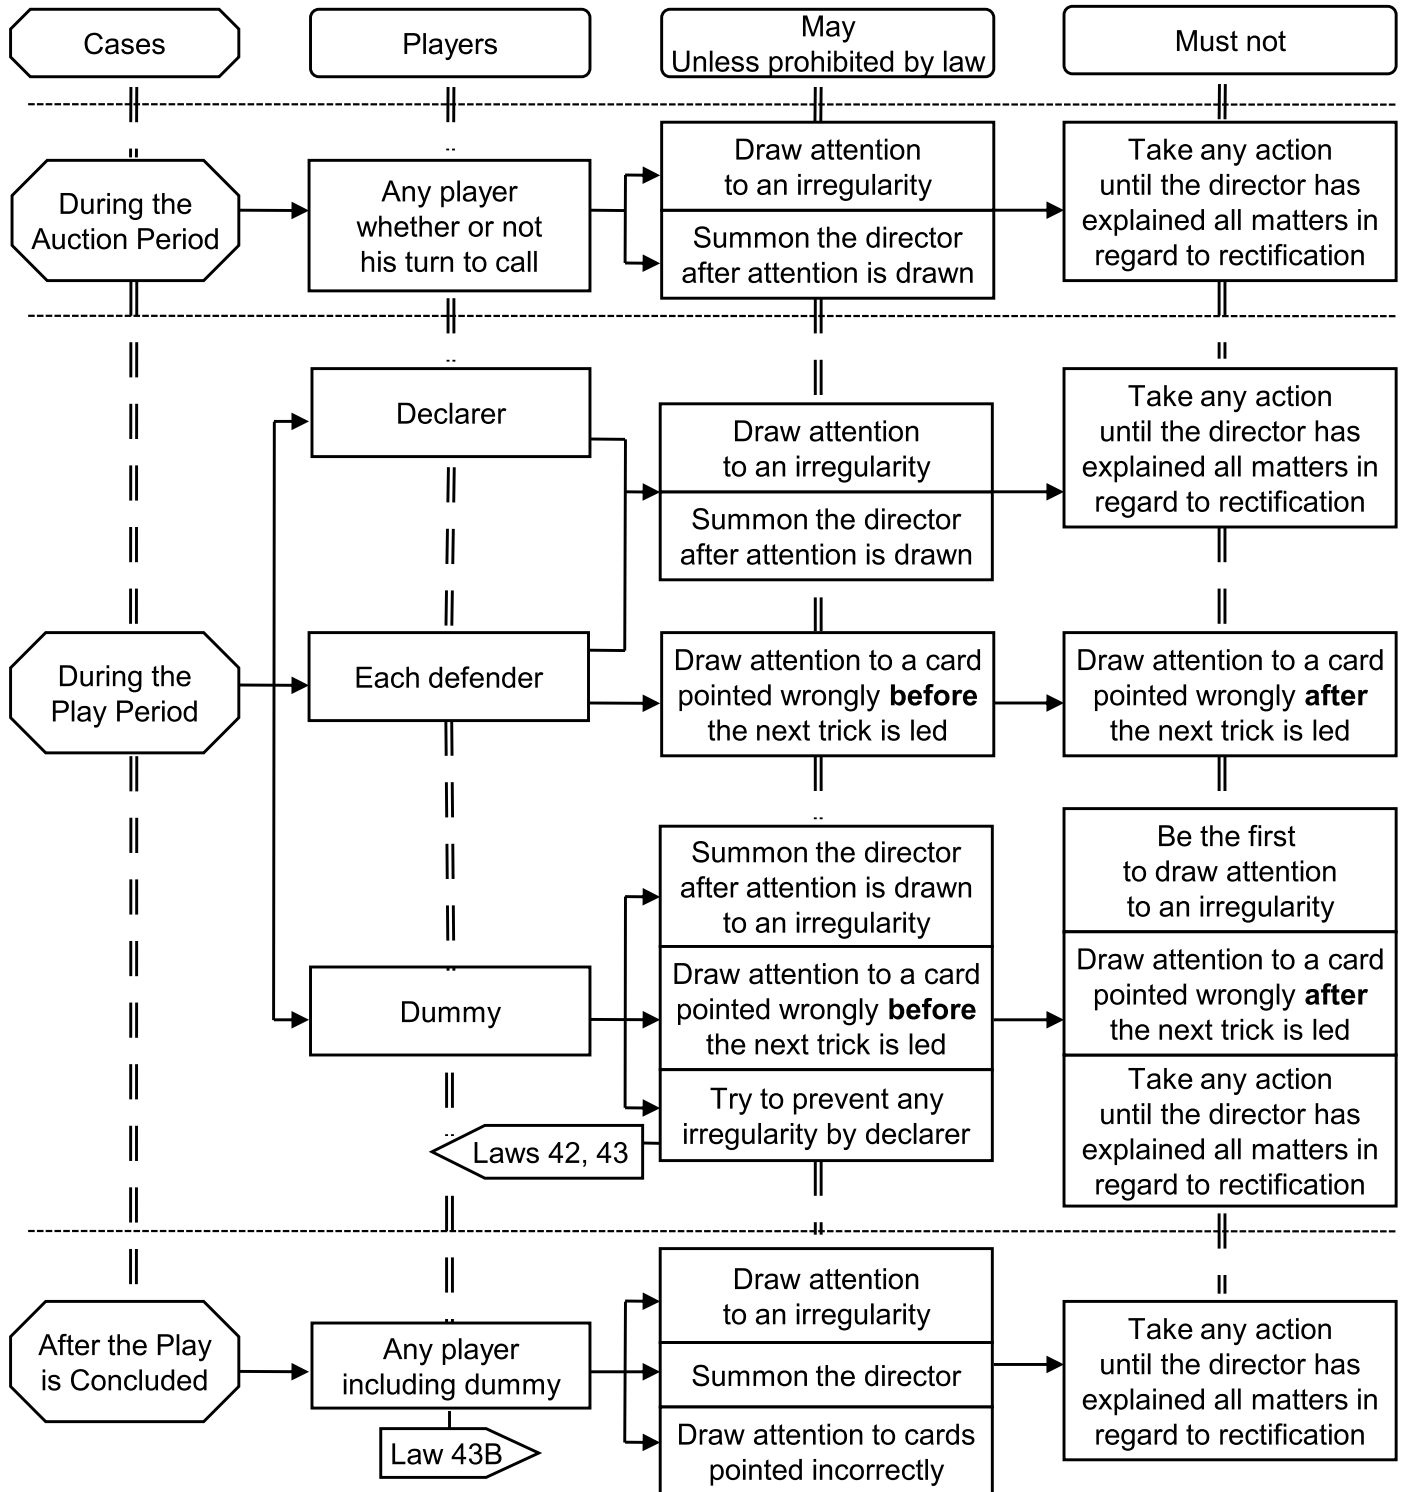 Cases
Players
May
Unless prohibited by law
Must not
During the
Auction Period
Any player
whether or not
his turn to call
Draw attention
to an irregularity
Summon the director
after attention is drawn
Take any action
until the director has
explained all matters in
regard to rectification
During the
Play Period
Declarer
Draw attention
to an irregularity
Summon the director
after attention is drawn
Take any action
until the director has
explained all matters in
regard to rectification
Each defender
Draw attention to a card
pointed wrongly before
the next trick is led
Draw attention to a card
pointed wrongly after
the next trick is led
Dummy
Summon the director
after attention is drawn
to an irregularity
Draw attention to a card
pointed wrongly before
the next trick is led
Try to prevent any
irregularity by declarer
Laws 42, 43
Be the first
to draw attention
to an irregularity
Draw attention to a card
pointed wrongly after
the next trick is led
Take any action
until the director has
explained all matters in
regard to rectification
After the Play
is Concluded
Any player
including dummy
Law 43B
Draw attention
to an irregularity
Summon the director
Draw attention to cards
pointed incorrectly
Take any action
until the director has
explained all matters in
regard to rectification